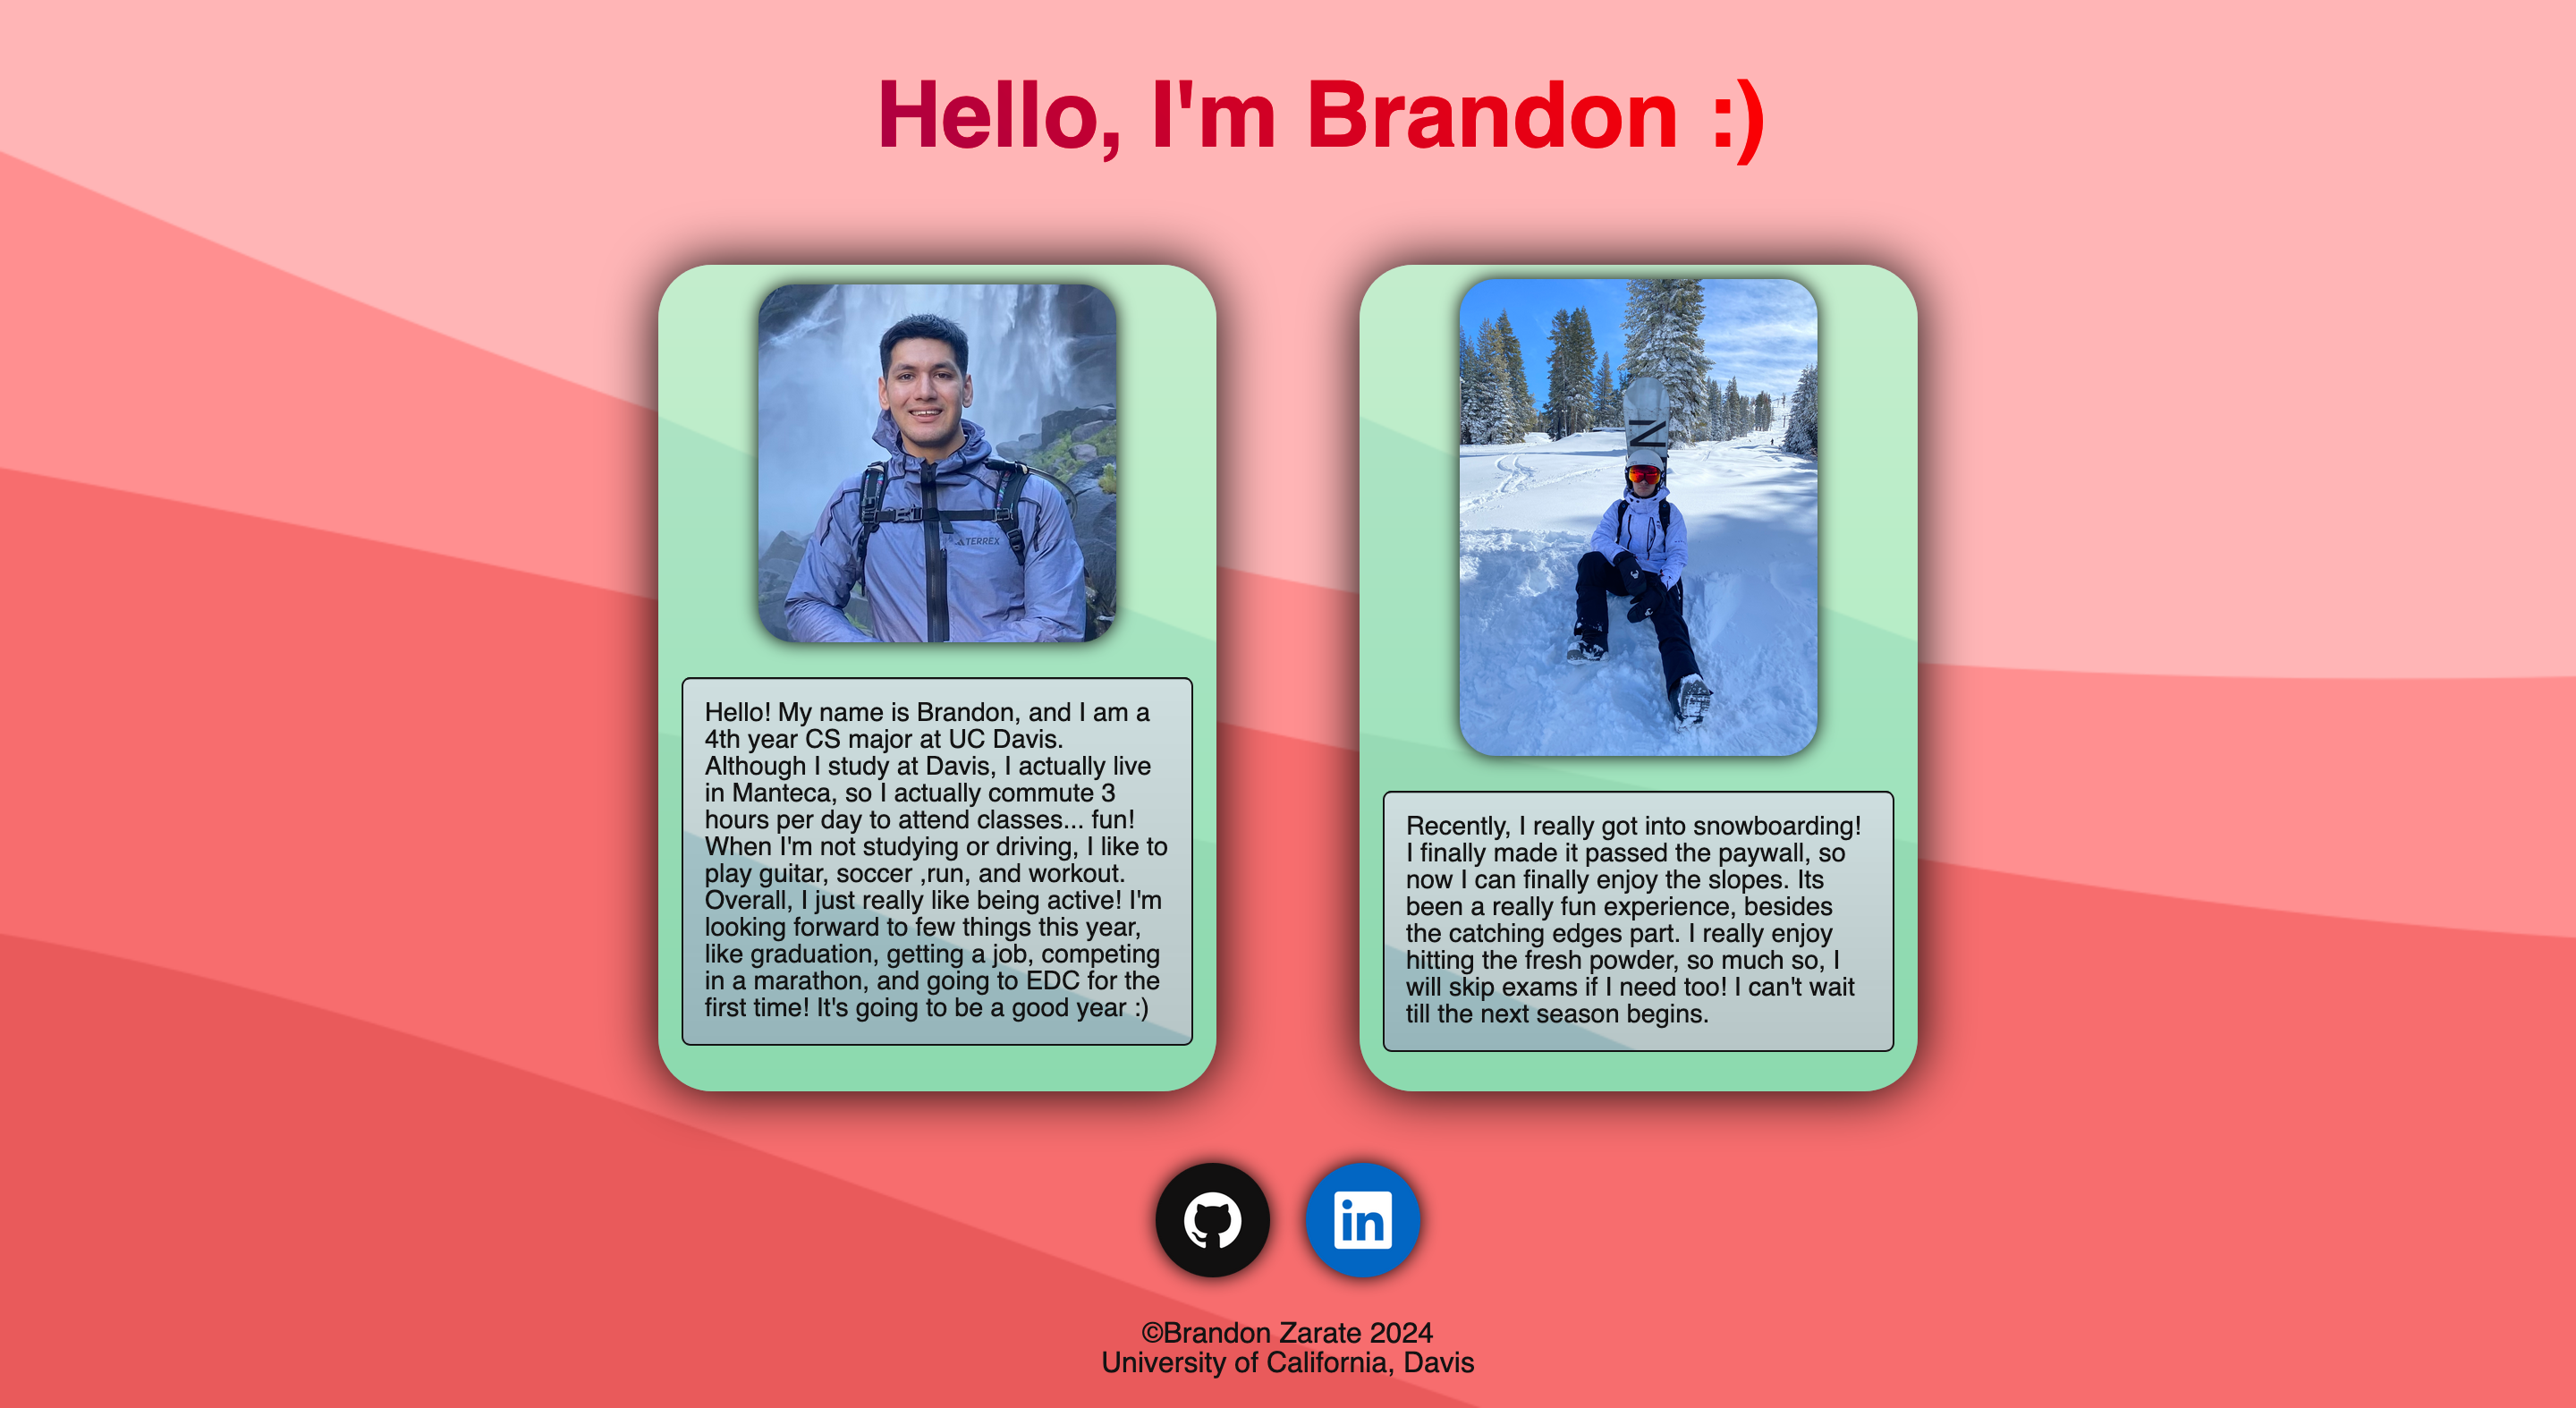 Hello, I'm Brandon :)
TERREX
Hello! My name is Brandon, and I am a
4th year CS major at UC Davis.
Although I study at Davis, I actually live
in Manteca, so I actually commute 3
hours per day to attend classes... fun!
When I'm not studying or driving, I like to
play guitar, soccer ,run, and workout.
Overall, I just really like being active! I'm
looking forward to few things this year,
like graduation, getting a job, competing
in a marathon, and going to EDC for the
first time! It's going to be a good year :)
N
Recently, I really got into snowboarding!
I finally made it passed the paywall, so
now I can finally enjoy the slopes. Its
been a really fun experience, besides
the catching edges part. I really enjoy
hitting the fresh powder, so much so, I
will skip exams if I need too! I can't wait
till the next season begins.
in
©Brandon Zarate 2024
University of California, Davis